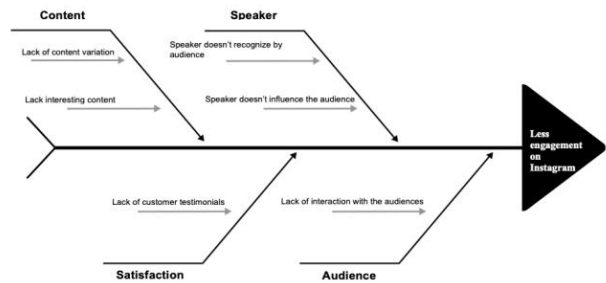 Content
Speaker
Lack of content variation
Speaker doesn't recognize by
audience
Lack interesting content
Speaker doesn't influence the audience
Less
engagement
on
Instagram
Lack of customer testimonials
Lack of interaction with the audiences
Satisfaction
Audience